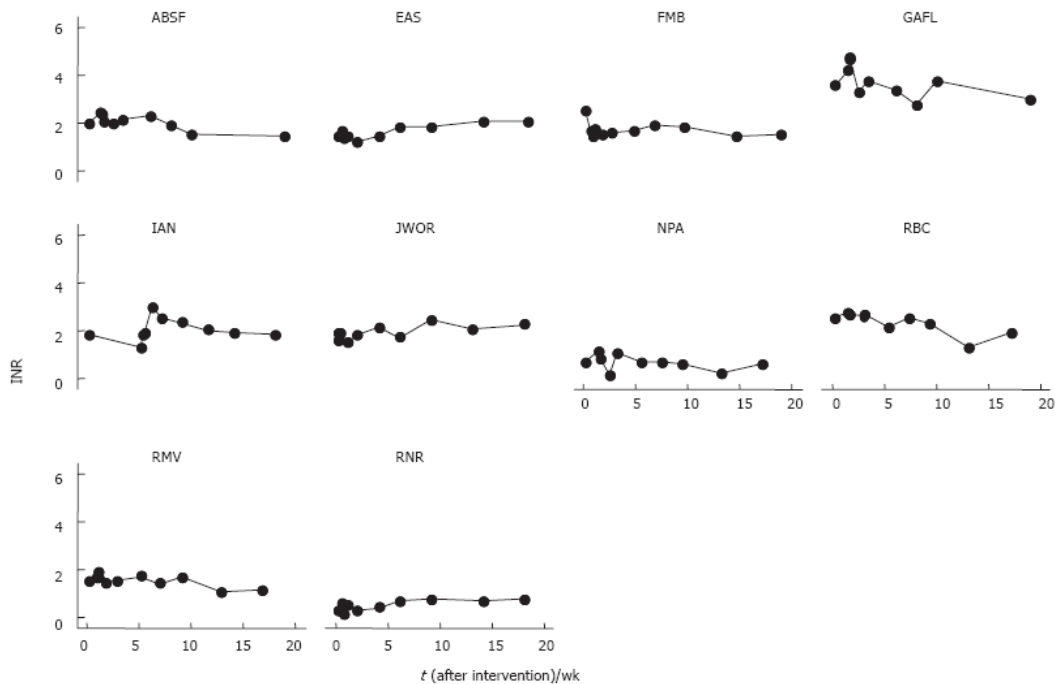 ABSF EAS FMB GAFL
6
4
2
0
IAN JWOR NPA RBC
6
4
2
0
INR
0 5 10 15 20 0 5 10 15 20
RMV RNR
6
4
2
0
0 5 10 15 20 0 5 10 15 20
t (after intervention)/wk